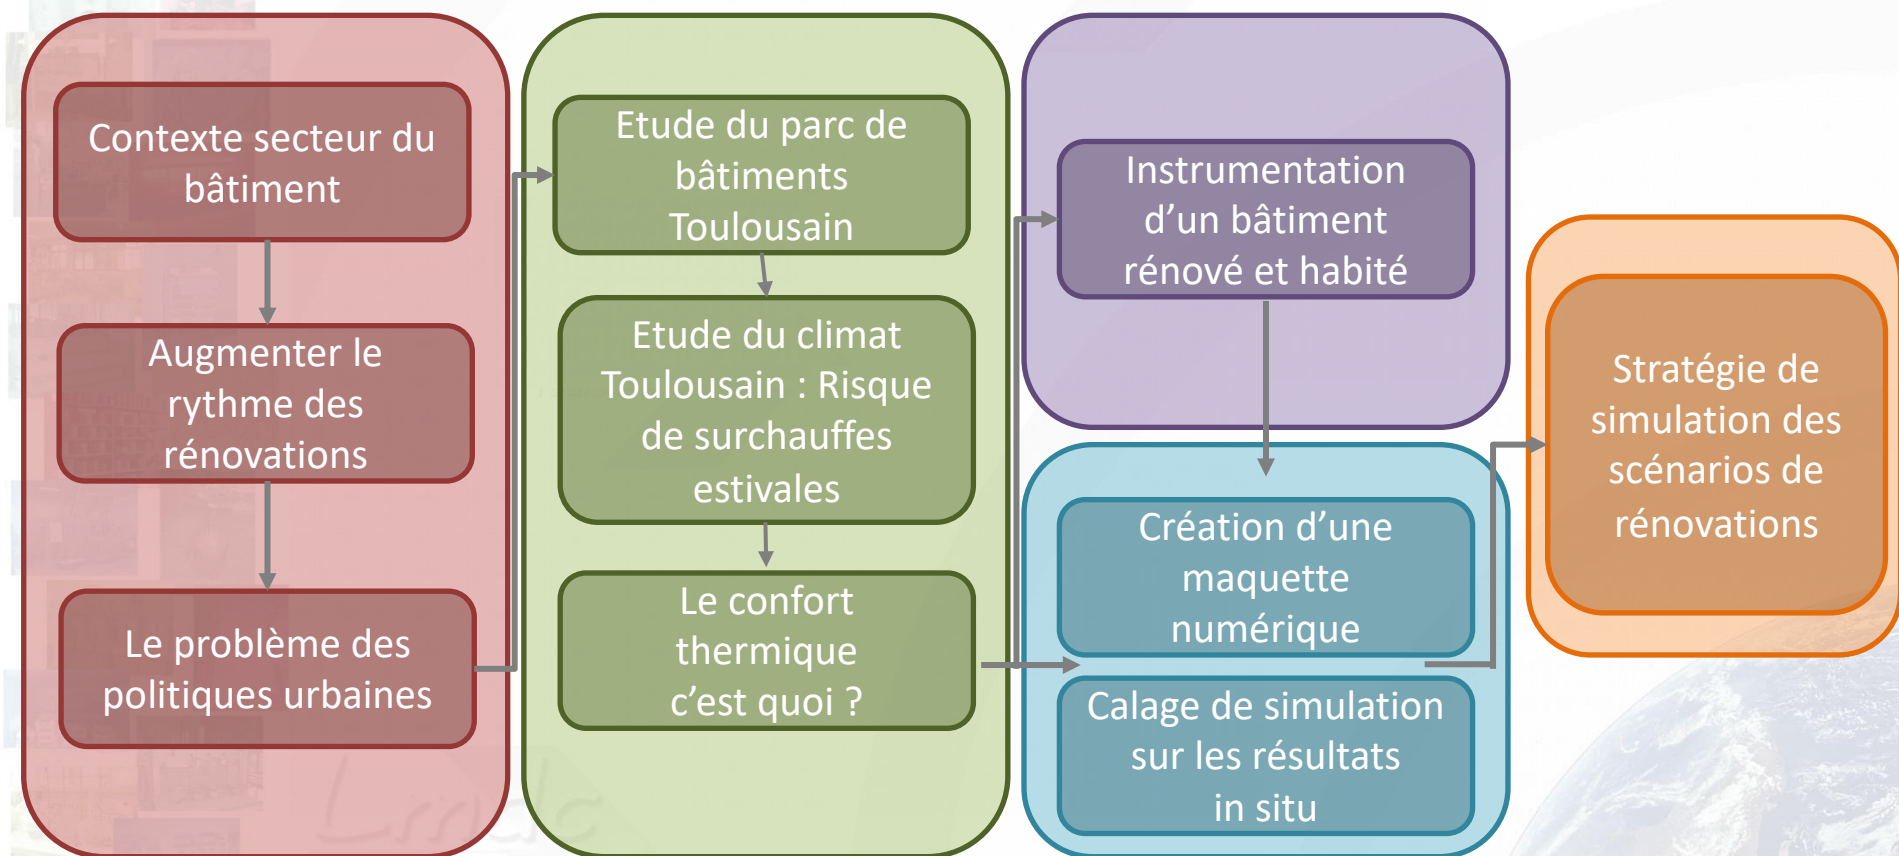 Contexte secteur du
bâtiment
Augmenter le
rythme des
rénovations
Le problème des
politiques urbaines
Etude du parc de
bâtiments
Toulousain
Etude du climat
Toulousain : Risque
de surchauffes
estivales
Le confort
thermique
c’est quoi ?
Instrumentation
d’un bâtiment
rénové et habité
Création d’une
maquette
numérique
Calage de simulation
sur les résultats
in situ
Stratégie de
simulation des
scénarios de
rénovations
Lmdc